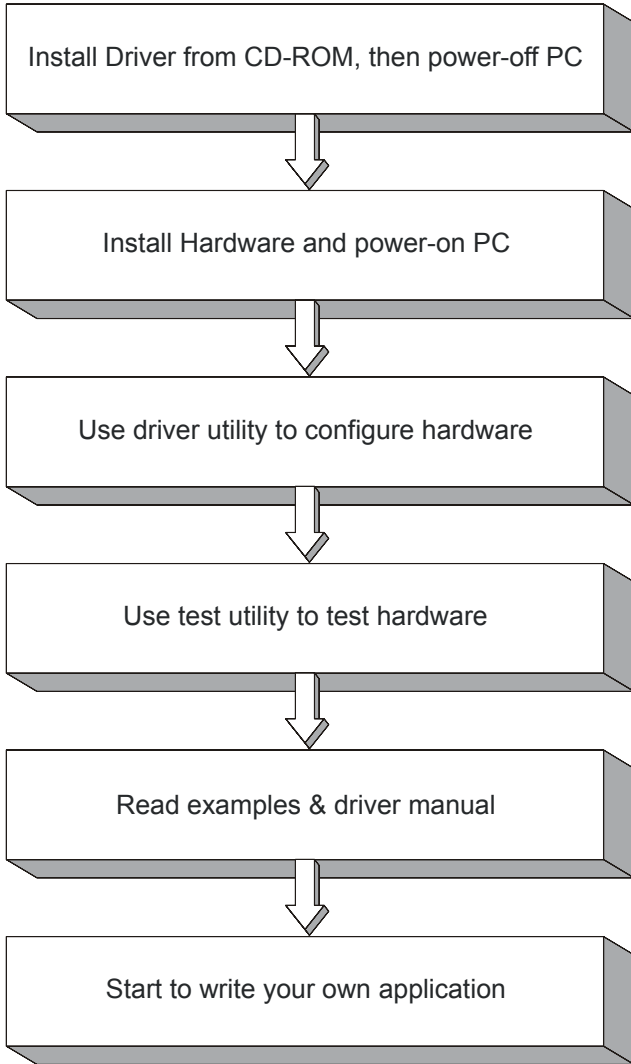 Install Driver from CD-ROM, then power-off PC
Install Hardware and power-on PC
Use driver utility to configure hardware
Use test utility to test hardware
Read examples & driver manual
Start to write your own application